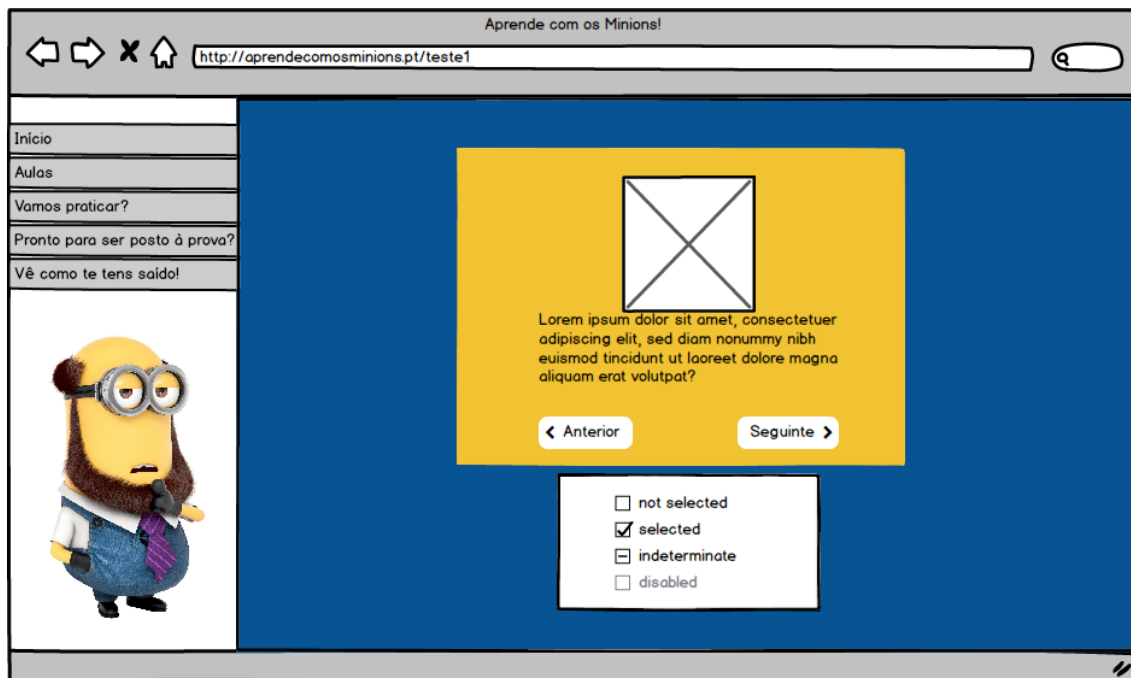 Aprende com os Minions!
http://aprendecomosminions.pt/teste1
Início
Aulas
Vamos praticar?
Pronto para ser posto à prova?
Vê como te tens saído!
Lorem ipsum dolor sit amet, consectetuer
adipiscing elit, sed diam nonummy nibh
euismod tincidunt ut laoreet dolore magna
aliquam erat volutpat?
Anterior
Seguinte
not selected
selected
indeterminate
disabled